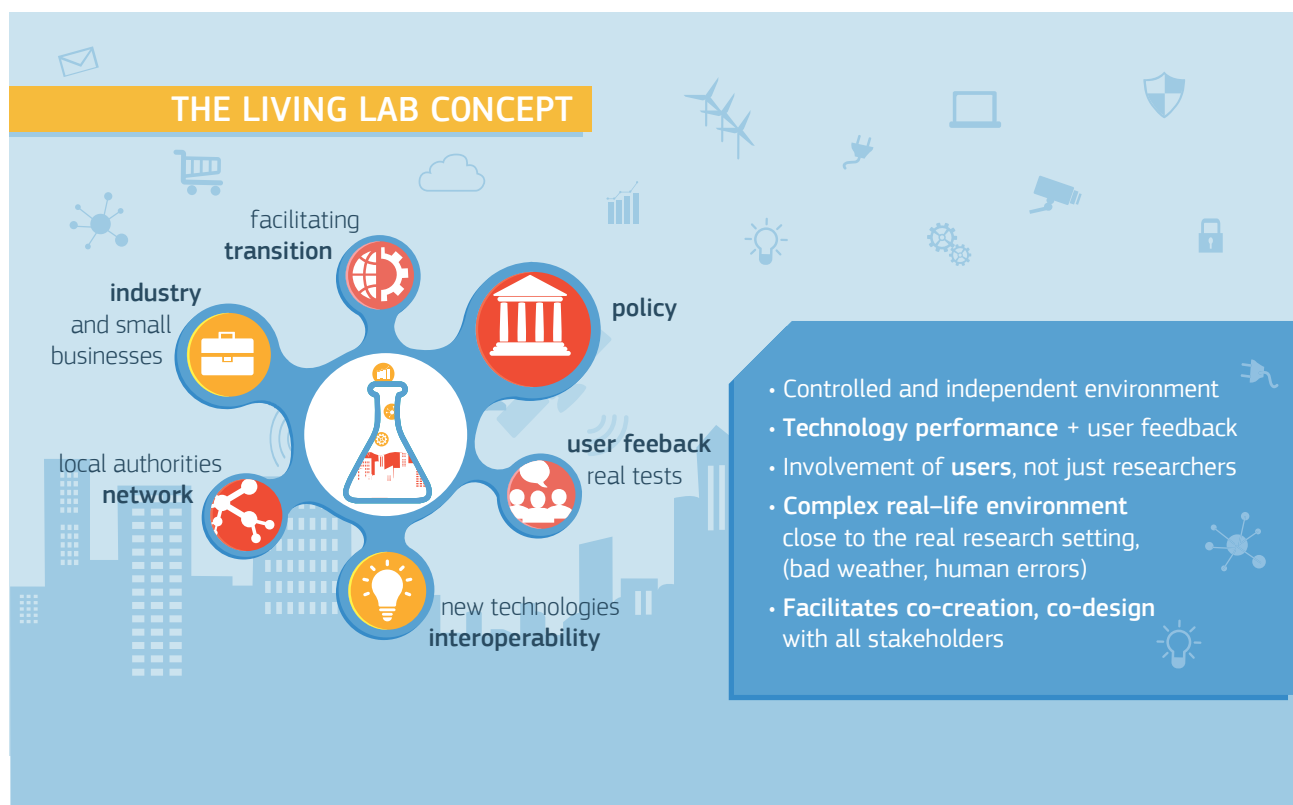 THE LIVING LAB CONCEPT
facilitating
transition
industry
and small
businesses
policy
local authorities
network
user feeback
real tests
new technologies
interoperability
• Controlled and independent environment
• Technology performance + user feedback
• Involvement of users, not just researchers
• Complex real–life environment
close to the real research setting,
(bad weather, human errors)
• Facilitates co-creation, co-design
with all stakeholders